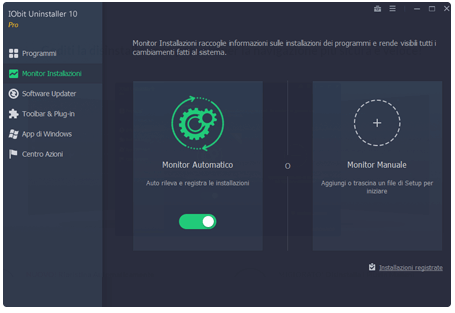 IObit Uninstaller 10
Pro
Programmi
Monitor Installazioni
Software Updater
Toolbar & Plug-in
App di Windows
Centro Azioni
Monitor Installazioni raccoglie informazioni sulle installazioni dei programmi e rende visibili tutti i
cambiamenti fatti al sistema.
Monitor Automatico
Auto rileva e registra le installazioni
O
Monitor Manuale
Aggiungi o trascina un file di Setup per
iniziare
Installazioni registrate